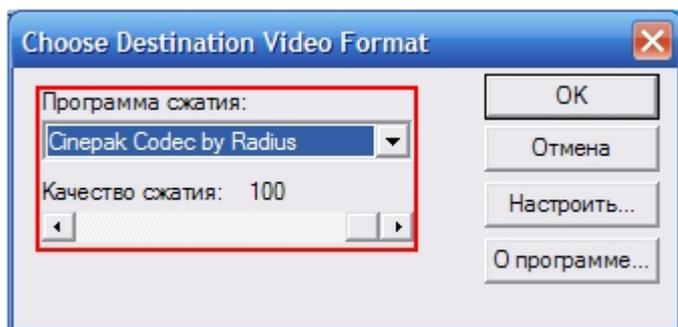 Choose Destination Video Format
Программа сжатия:
Cinepak Codec by Radius
Качество сжатия: 100
OK
Отмена
Настроить...
О программе...